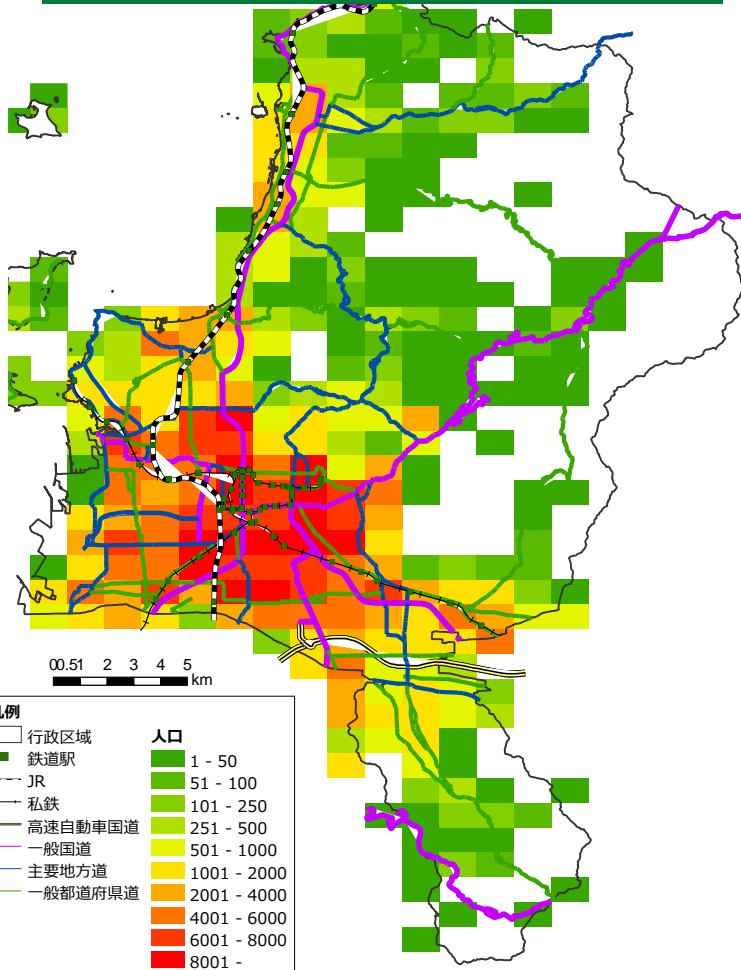 00.51 2 3 4 5
km
凡例
行政区域
鉄道駅
JR
私鉄
高速自動車国道
一般国道
主要地方道
一般都道府県道
人口
1 - 50
51 - 100
101 - 250
251 - 500
501 - 1000
1001 - 2000
2001 - 4000
4001 - 6000
6001 - 8000
8001 -